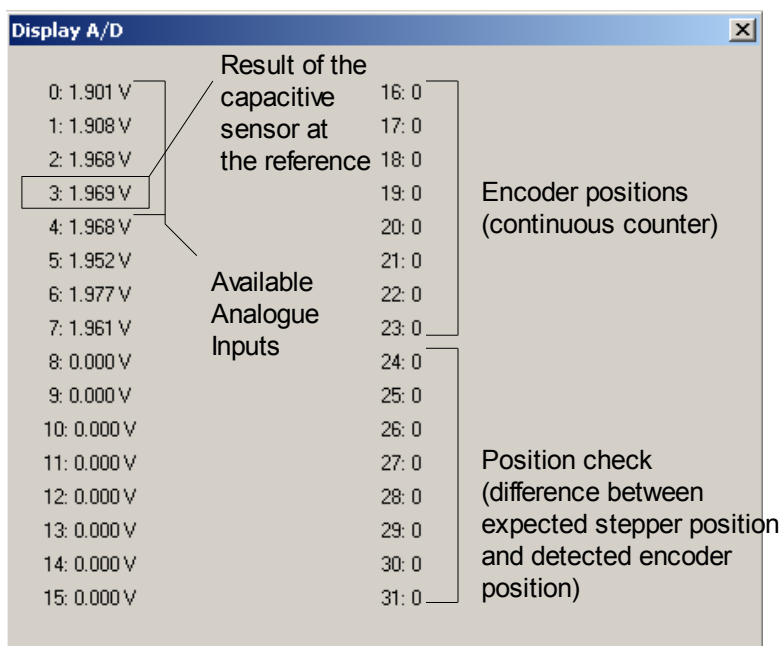 Display A/D
0: 1.901 V
1: 1.908 V
2: 1.968 V
3: 1.969 V
4: 1.968 V
5: 1.952 V
6: 1.977 V
7: 1.961 V
8: 0.000 V
9: 0.000 V
10: 0.000 V
11: 0.000 V
12: 0.000 V
13: 0.000 V
14: 0.000 V
15: 0.000 V
Result of the
capacitive
sensor at
the reference
Available
Analogue
Inputs
16: 0
17: 0
18: 0
19: 0
20: 0
21: 0
22: 0
23: 0
24: 0
25: 0
26: 0
27: 0
28: 0
29: 0
30: 0
31: 0
Encoder positions
(continuous counter)
Position check
(difference between
expected stepper position
and detected encoder
position)